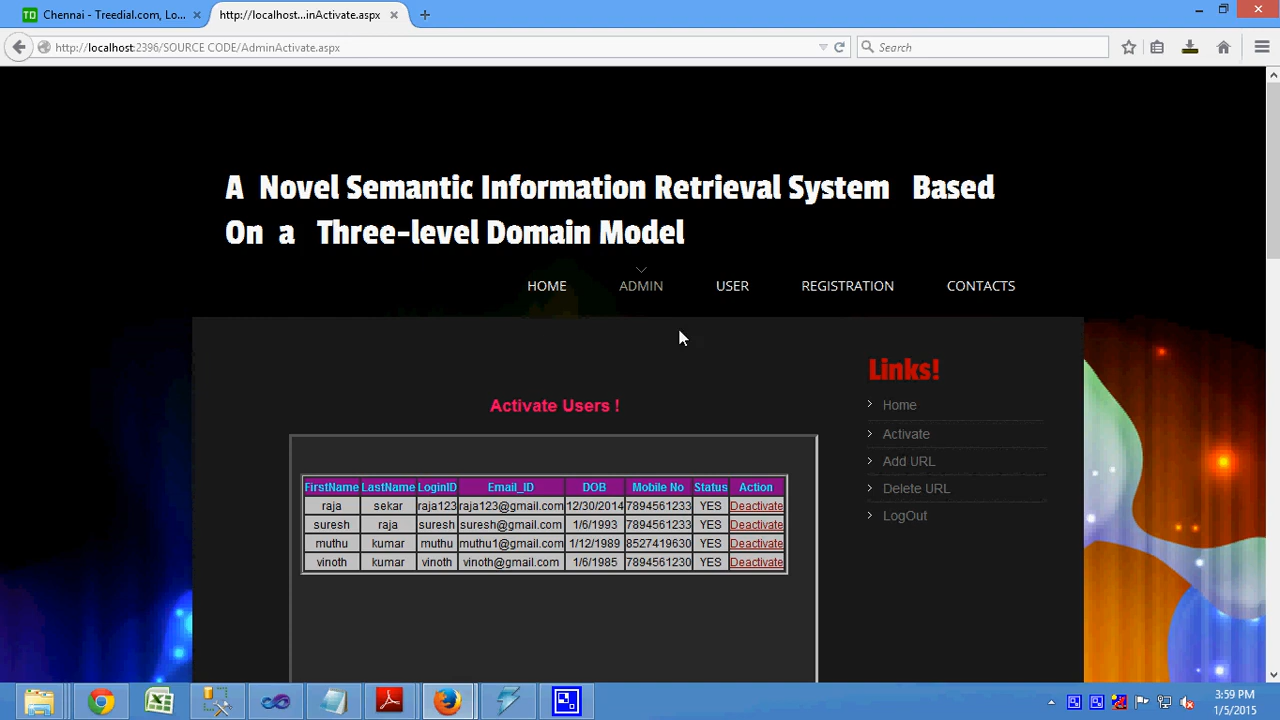 Chennai - Treedial.com, Lo...
http://localhost...inActivate.aspx
http://localhost:2396/SOURCE CODE/AdminActivate.aspx
Search
A Novel Semantic Information Retrieval System Based
On a Three-level Domain Model
HOME ADMIN USER REGISTRATION CONTACTS
Links!
Home
Activate
Add URL
Delete URL
LogOut
Activate Users !
FirstName LastName LoginID Email_ID DOB Mobile No Status Action
raja sekar raja123 raja123@gmail.com 12/30/2014 7894561233 YES Deactivate
suresh raja suresh suresh@gmail.com 1/6/1993 7894561233 YES Deactivate
muthu kumar muthu muthu1@gmail.com 1/12/1989 8527419630 YES Deactivate
vinoth kumar vinoth vinoth@gmail.com 1/6/1985 7894561230 YES Deactivate
3:59 PM
1/5/2015